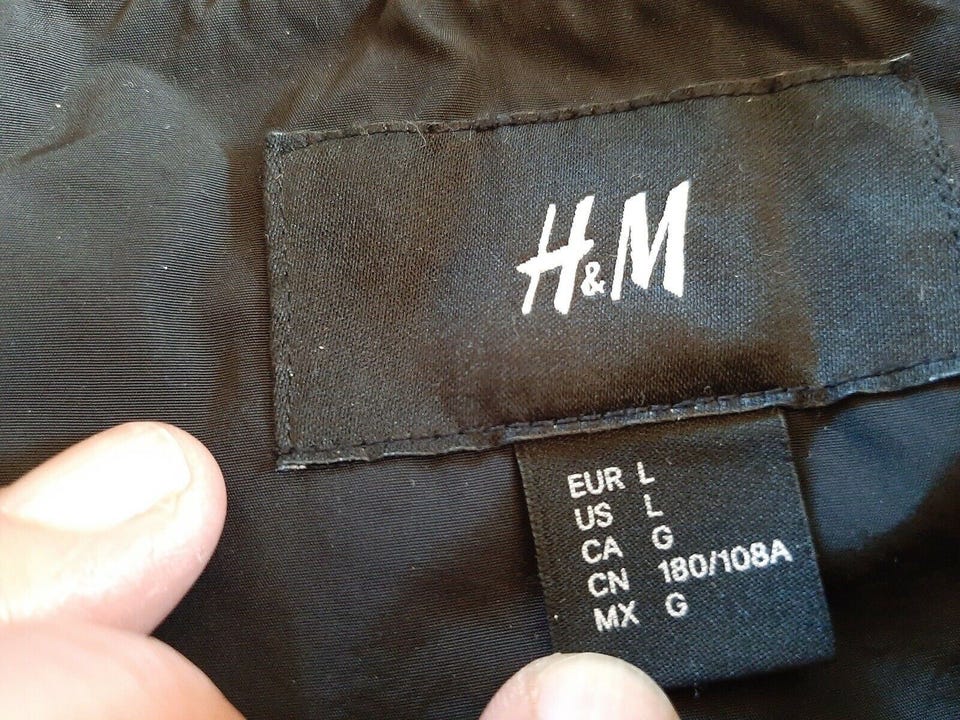 H&M
EUR L
US L
CA G
CN 180/108A
MX G